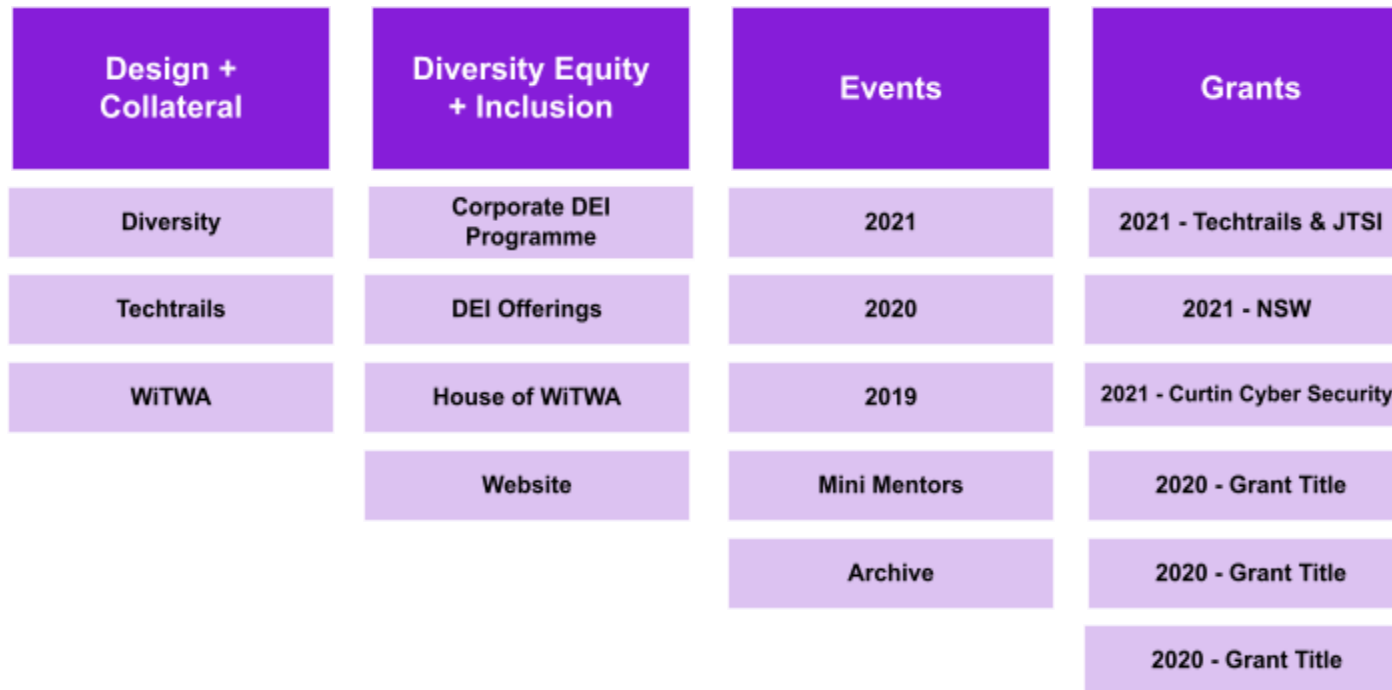 Design +
Collateral
Diversity Equity
+ Inclusion
Events
Grants
Diversity
Corporate DEI
Programme
2021
2021 - Techtrails & JTSI
Techtrails
DEI Offerings
2020
2021 - NSW
WiTWA
House of WiTWA
2019
2021 - Curtin Cyber Security
Website
Mini Mentors
2020 - Grant Title
Archive
2020 - Grant Title
2020 - Grant Title